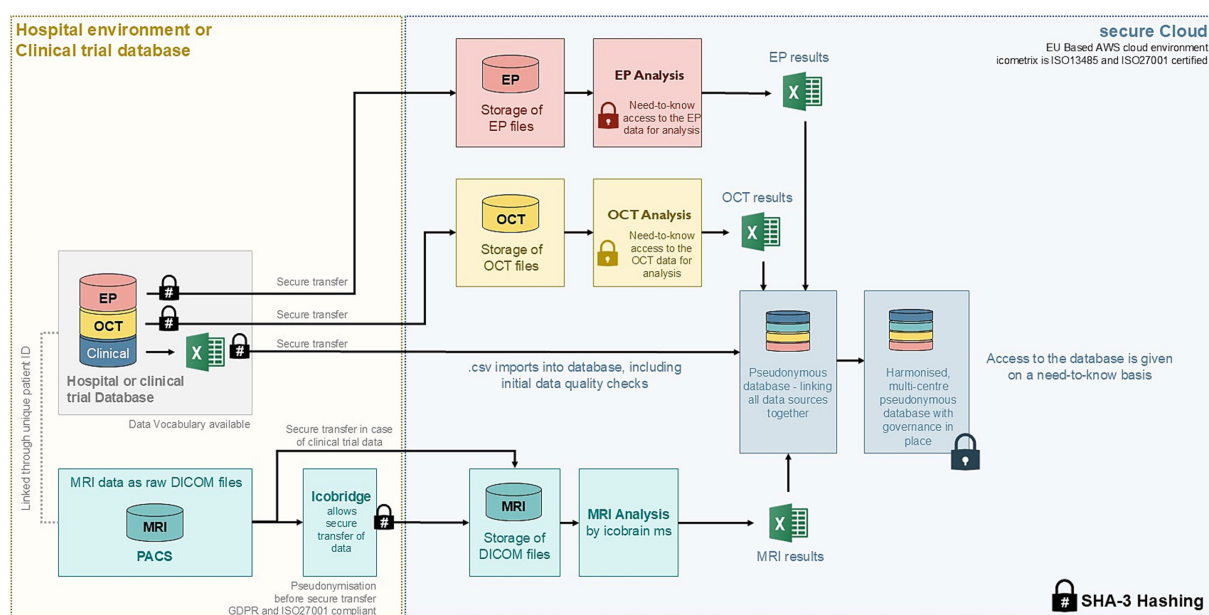 Hospital environment or
Clinical trial database
secure Cloud
EU Based AWS cloud environment
icometrix is ISO13485 and ISO27001 certified
EP
Storage of
EP files
EP Analysis
Need-to-know
access to the EP
data for analysis
EP results
X
OCT
Storage of
OCT files
OCT Analysis
Need-to-know
access to the
OCT data for
analysis
OCT results
X
EP
OCT
Clinical
X
#
#
#
Hospital or clinical
trial Database
Data Vocabulary available
Secure transfer
Secure transfer
Secure transfer
.csv imports into database, including
initial data quality checks
Pseudonymous
database - linking
all data sources
together
Harmonised,
multi-centre
pseudonymous
database with
governance in
place
Access to the database is given
on a need-to-know basis
Linked through unique patient ID
Secure transfer in case
of clinical trial data
MRI data as raw DICOM files
MRI
PACS
Icobridge
allows
secure
transfer of
data
#
Pseudonymisation
before secure transfer
GDPR and ISO27001 compliant
MRI
Storage of
DICOM files
MRI Analysis
by icobrain ms
X
MRI results
# SHA-3 Hashing